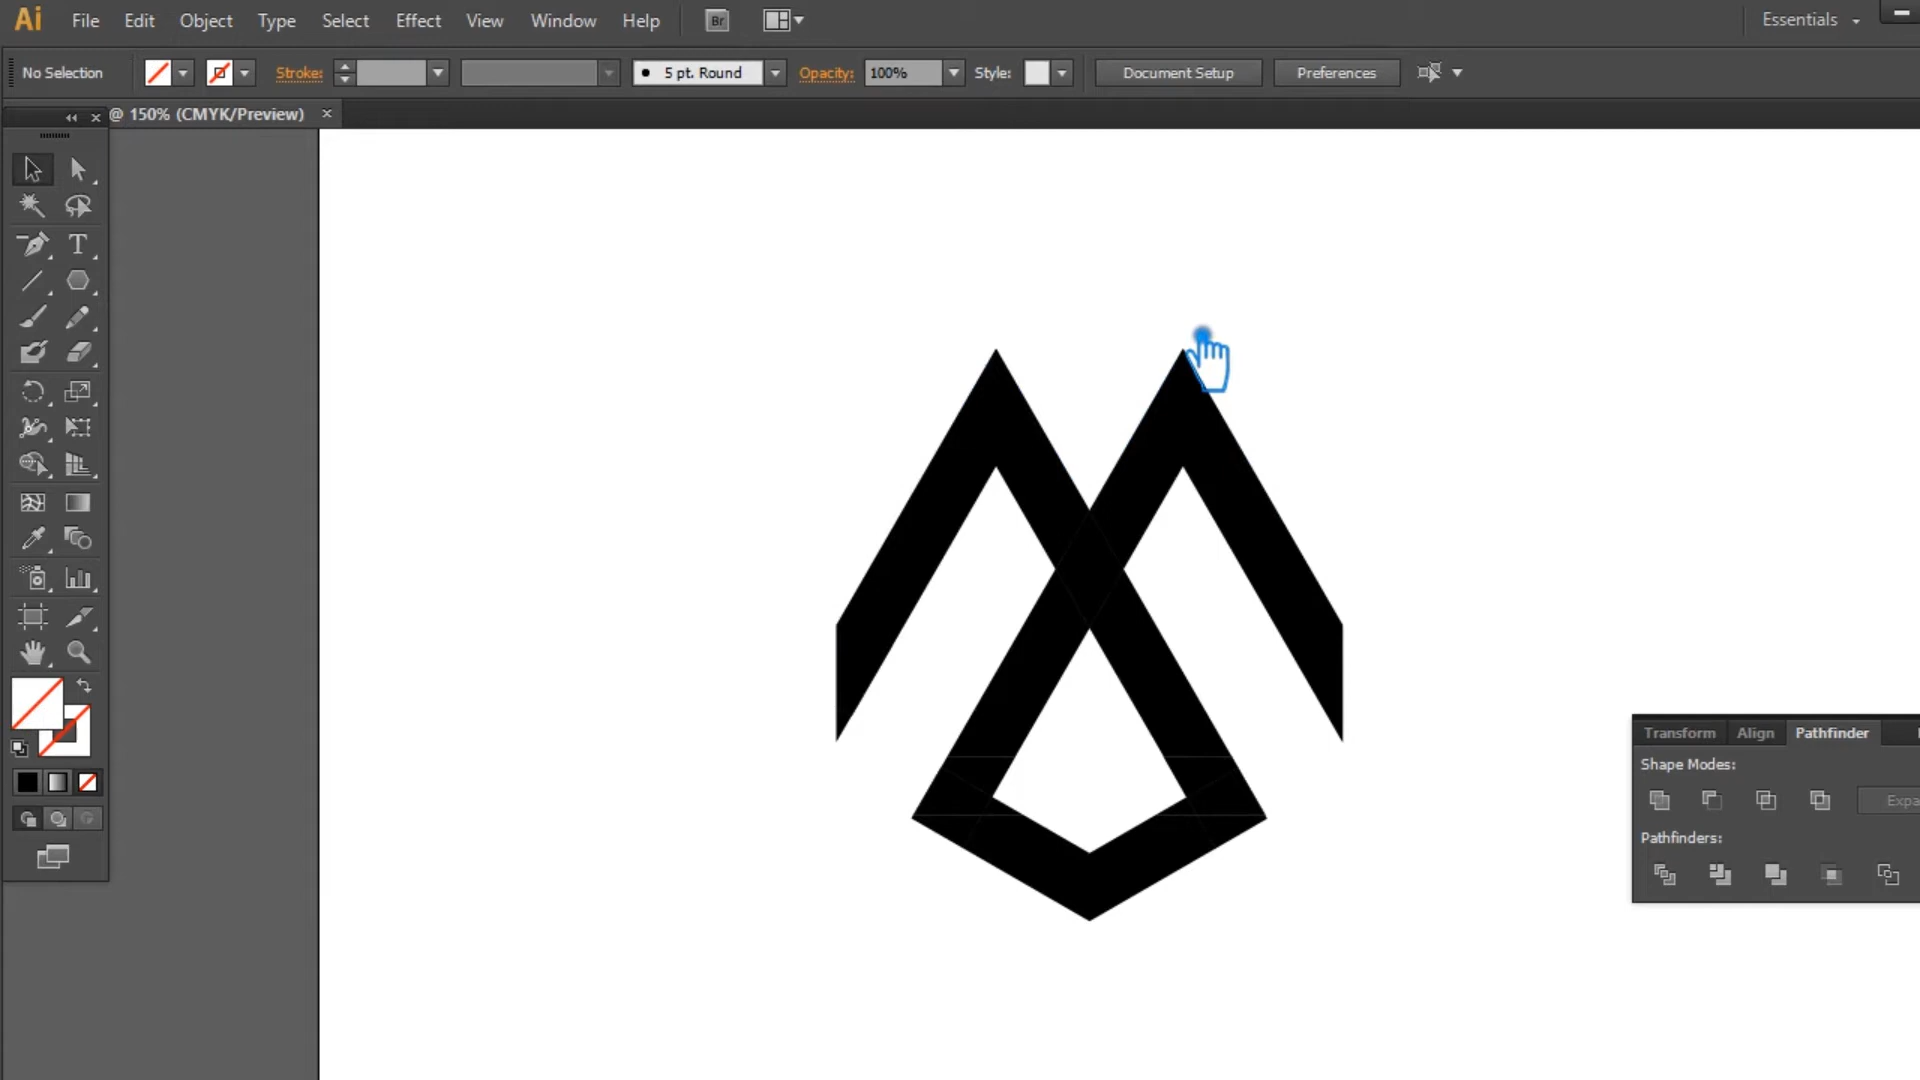 Ai File Edit Object Type Select Effect View Window Help Br Essentials
No Selection Stroke: 5 pt. Round Opacity: 100% Style: Document Setup Preferences
@ 150% (CMYK/Preview)
T
Transform Align Pathfinder
Shape Modes:
Expa
Pathfinders: